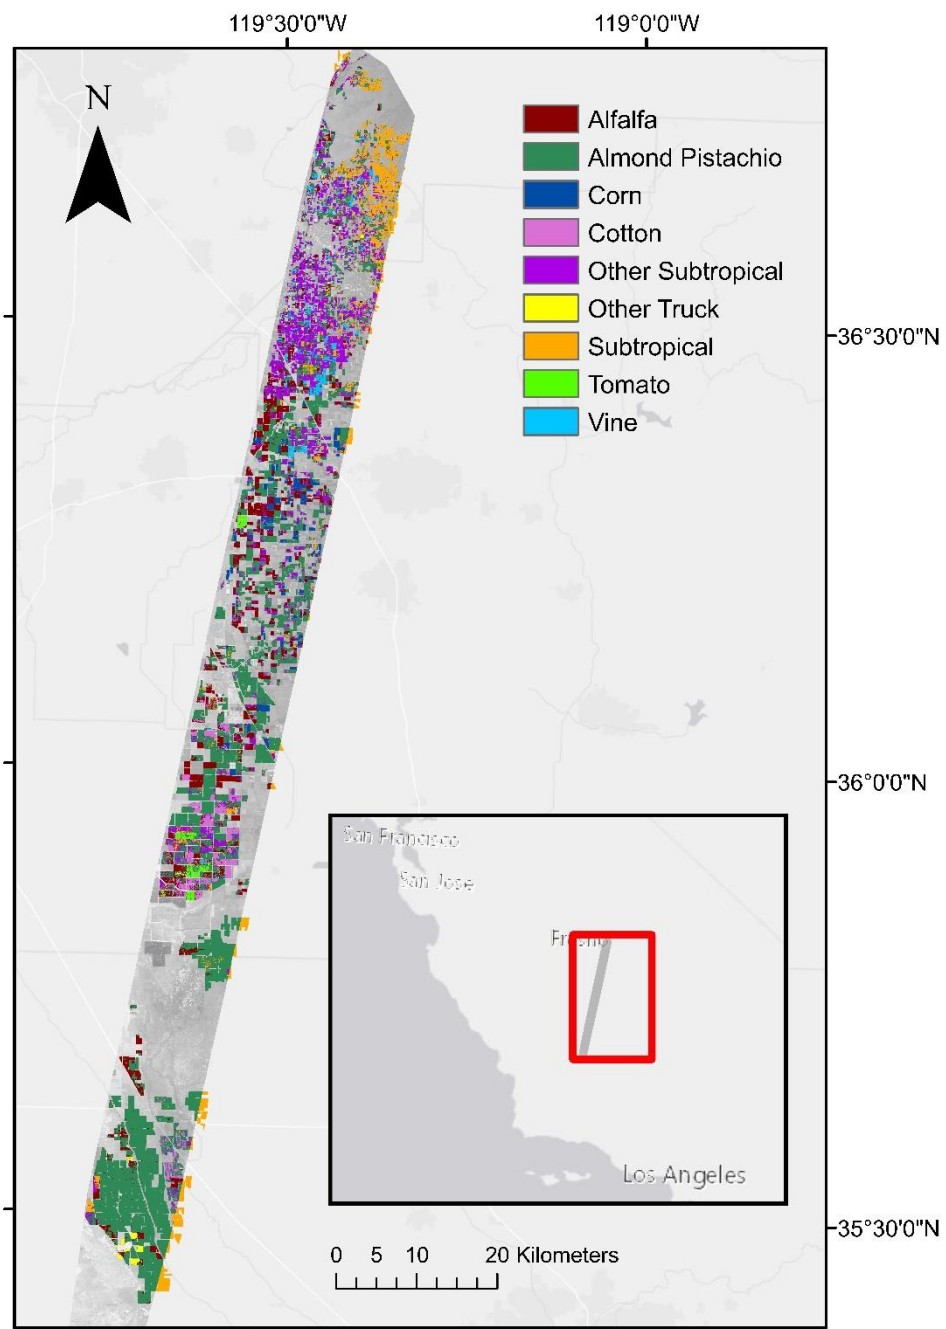 119°30'0"W 119°0'0"W
N
Alfalfa
Almond Pistachio
Corn
Cotton
Other Subtropical
Other Truck
Subtropical
Tomato
Vine
36°30'0"N
36°0'0"N
San Francisco
San Jose
Fresno
Los Angeles
35°30'0"N
0 5 10 20 Kilometers